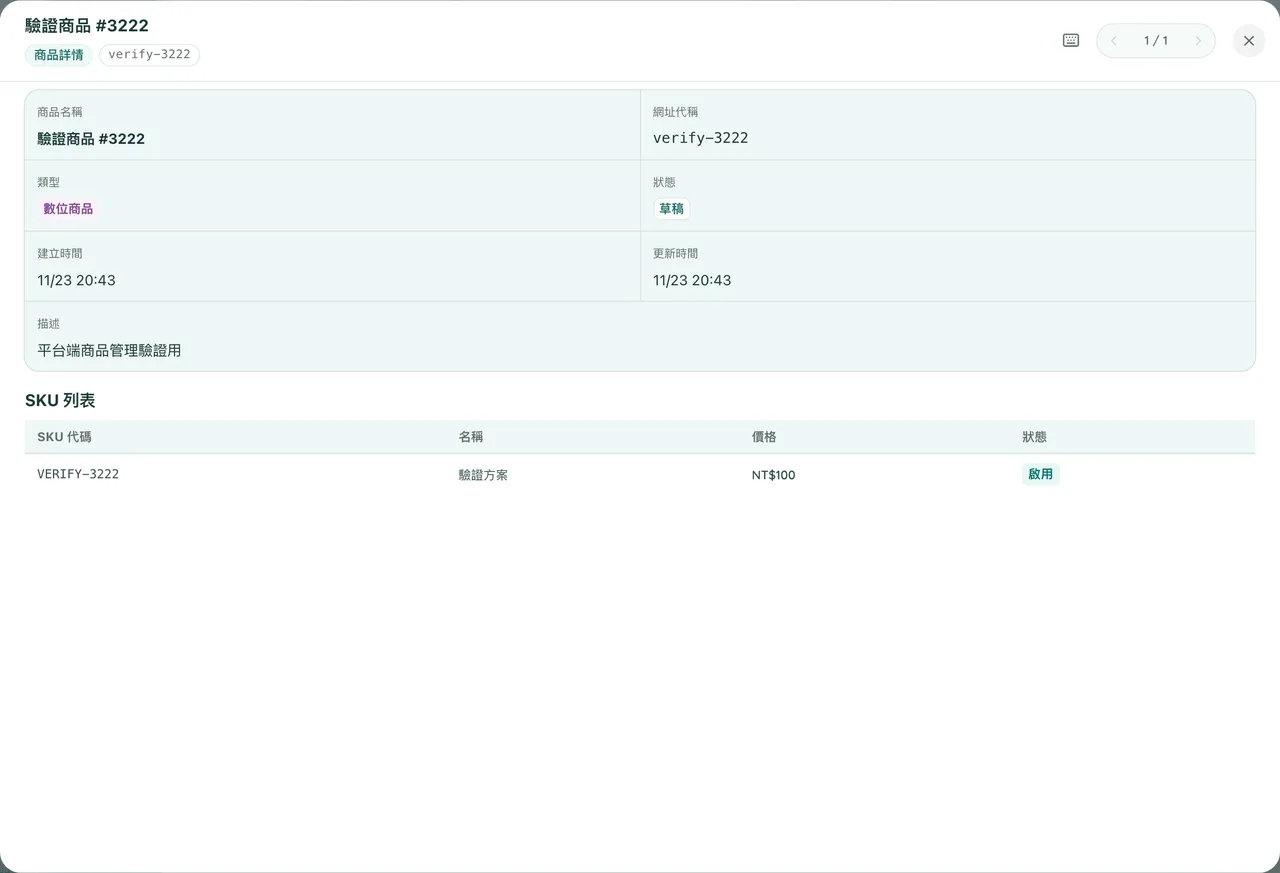 驗證商品 #3222
商品詳情 verify-3222
1 / 1
商品名稱 網址代稱
驗證商品 #3222 verify-3222
類型 狀態
數位商品 草稿
建立時間 更新時間
11/23 20:43 11/23 20:43
描述
平台端商品管理驗證用
SKU 列表
SKU 代碼 名稱 價格 狀態
VERIFY-3222 驗證方案 NT$100 啟用